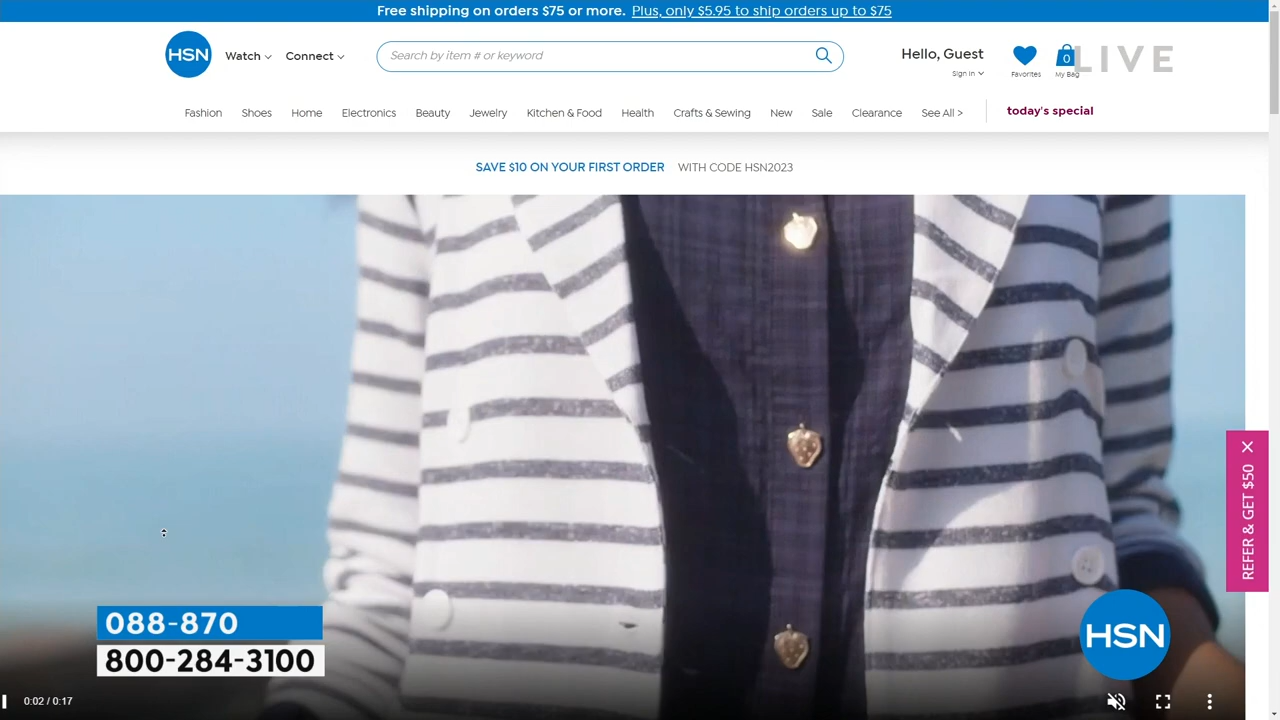 Free shipping on orders $75 or more. Plus, only $5.95 to ship orders up to $75
HSN Watch Connect Search by item # or keyword Hello, Guest Sign in Favorites 0 My Bag LIVE
Fashion Shoes Home Electronics Beauty Jewelry Kitchen & Food Health Crafts & Sewing New Sale Clearance See All > today's special
SAVE $10 ON YOUR FIRST ORDER WITH CODE HSN2023
REFER & GET $50
088-870
800-284-3100
HSN
0:02 / 0:17